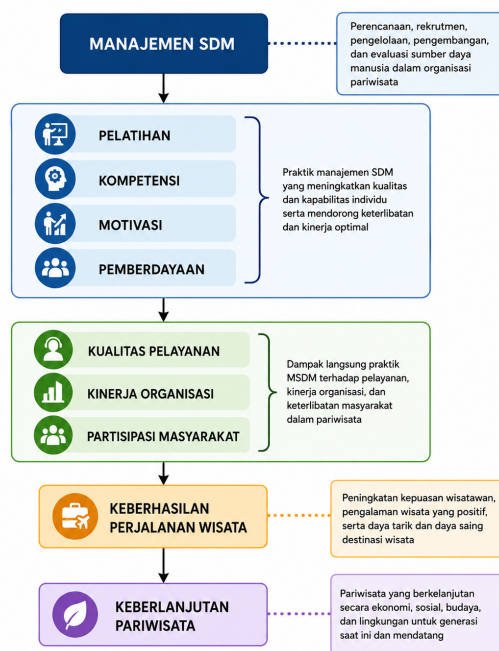 MANAJEMEN SDM
Perencanaan, rekrutmen,
pengelolaan, pengembangan,
dan evaluasi sumber daya
manusia dalam organisasi
pariwisata
PELATIHAN
KOMPETENSI
MOTIVASI
PEMBERDAYAAN
Praktik manajemen SDM
yang meningkatkan kualitas
dan kapabilitas individu
serta mendorong keterlibatan
dan kinerja optimal
KUALITAS PELAYANAN
KINERJA ORGANISASI
PARTISIPASI MASYARAKAT
Dampak langsung praktik
MSDM terhadap pelayanan,
kinerja organisasi, dan
keterlibatan masyarakat
dalam pariwisata
KEBERHASILAN
PERJALANAN WISATA
Peningkatan kepuasan wisatawan,
pengalaman wisata yang positif,
serta daya tarik dan daya saing
destinasi wisata
KEBERLANJUTAN
PARIWISATA
Pariwisata yang berkelanjutan
secara ekonomi, sosial, budaya,
dan lingkungan untuk generasi
saat ini dan mendatang